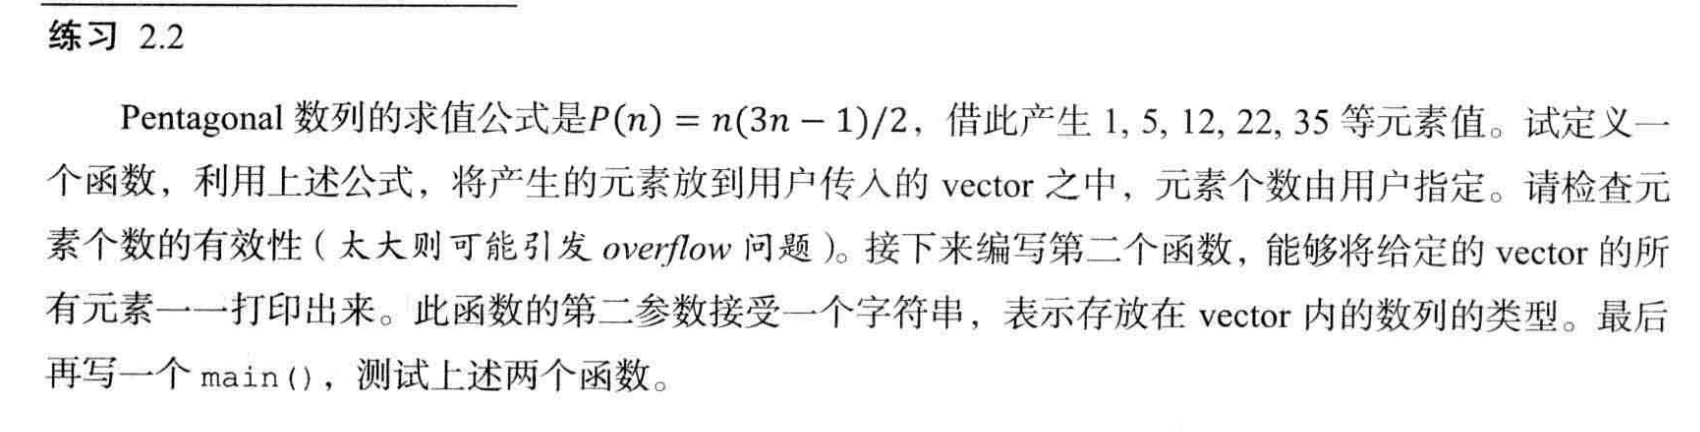 练习 2.2
Pentagonal 数列的求值公式是P(n) = n(3n − 1)/2，借此产生 1, 5, 12, 22, 35 等元素值。试定义一
个函数，利用上述公式，将产生的元素放到用户传入的 vector 之中，元素个数由用户指定。请检查元
素个数的有效性（太大则可能引发 overflow 问题）。接下来编写第二个函数，能够将给定的 vector 的所
有元素一一打印出来。此函数的第二参数接受一个字符串，表示存放在 vector 内的数列的类型。最后
再写一个 main()，测试上述两个函数。